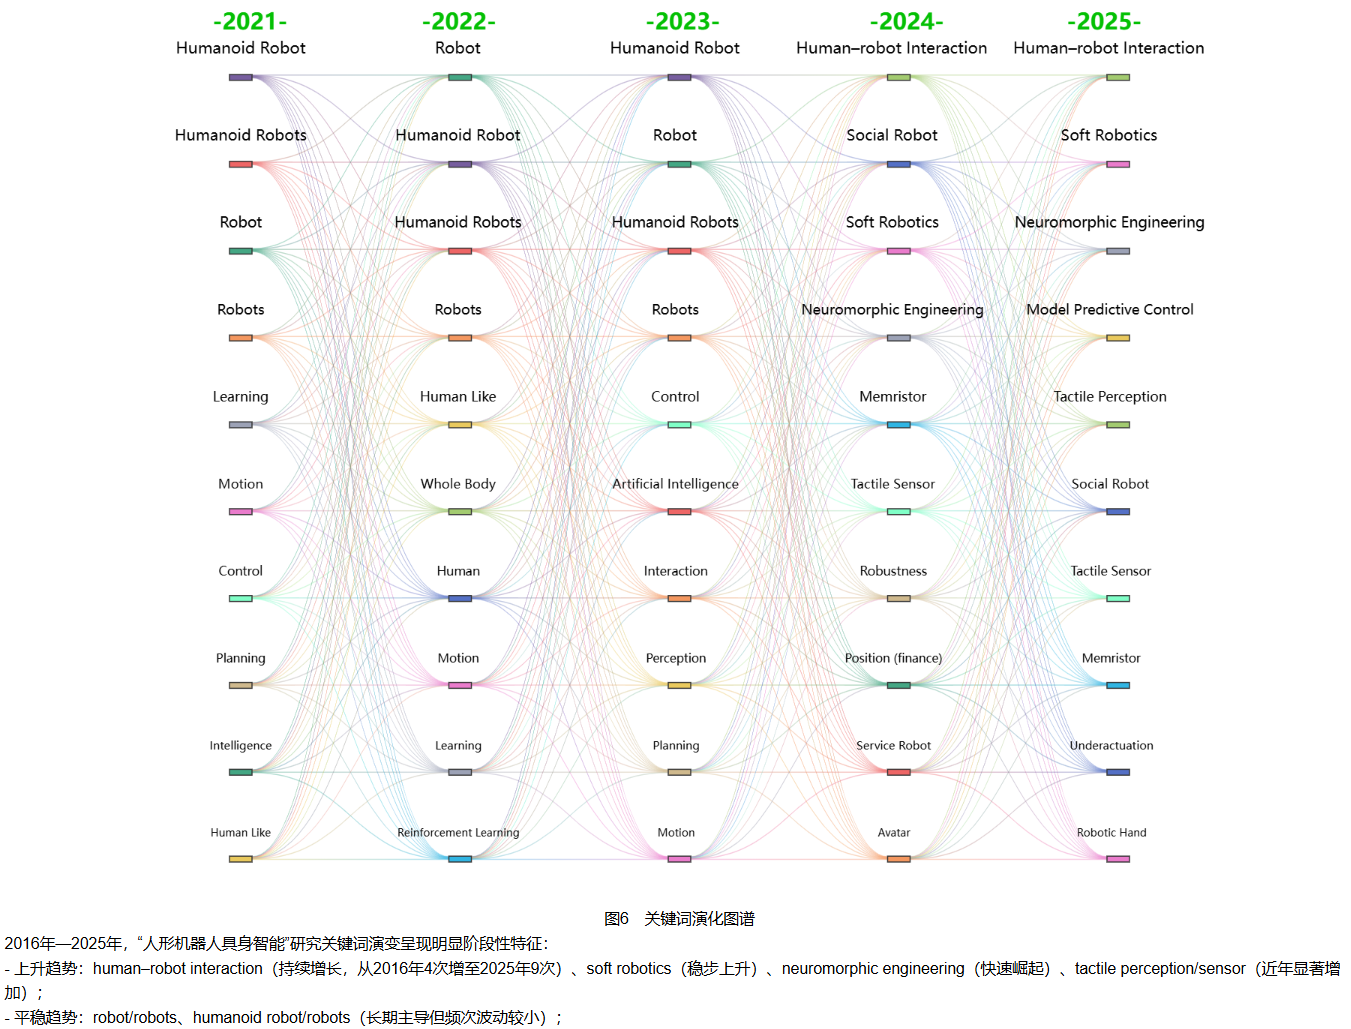 -2021- -2022- -2023- -2024- -2025-
Humanoid Robot Robot Humanoid Robot Human–robot Interaction Human–robot Interaction
Humanoid Robots Humanoid Robot Robot Social Robot Soft Robotics
Robot Humanoid Robots Humanoid Robots Soft Robotics Neuromorphic Engineering
Robots Robots Robots Neuromorphic Engineering Model Predictive Control
Learning Human Like Control Memristor Tactile Perception
Motion Whole Body Artificial Intelligence Tactile Sensor Social Robot
Control Human Interaction Robustness Tactile Sensor
Planning Motion Perception Position (finance) Memristor
Intelligence Learning Planning Service Robot Underactuation
Human Like Reinforcement Learning Motion Avatar Robotic Hand
图6 关键词演化图谱
2016年—2025年，“人形机器人具身智能”研究关键词演变呈现明显阶段性特征：
- 上升趋势：human–robot interaction（持续增长，从2016年4次增至2025年9次）、soft robotics（稳步上升）、neuromorphic engineering（快速崛起）、tactile perception/sensor（近年显著增
加）；
- 平稳趋势：robot/robots、humanoid robot/robots（长期主导但频次波动较小）；